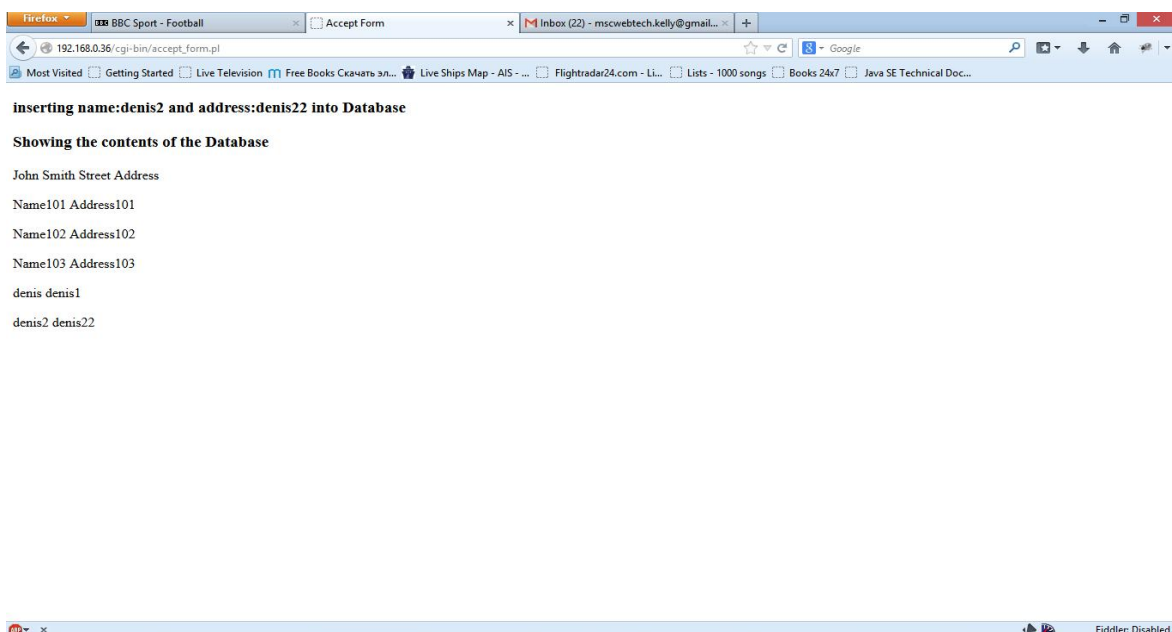 Firefox
BBC BBC Sport - Football
Accept Form
Inbox (22) - mscwebtech.kelly@gmail...
192.168.0.36/cgi-bin/accept_form.pl
Google
Most Visited Getting Started Live Television Free Books Скачать эл... Live Ships Map - AIS - ... Flightradar24.com - Li... Lists - 1000 songs Books 24x7 Java SE Technical Doc...
inserting name:denis2 and address:denis22 into Database
Showing the contents of the Database
John Smith Street Address
Name101 Address101
Name102 Address102
Name103 Address103
denis denis1
denis2 denis22
Fiddler: Disabled